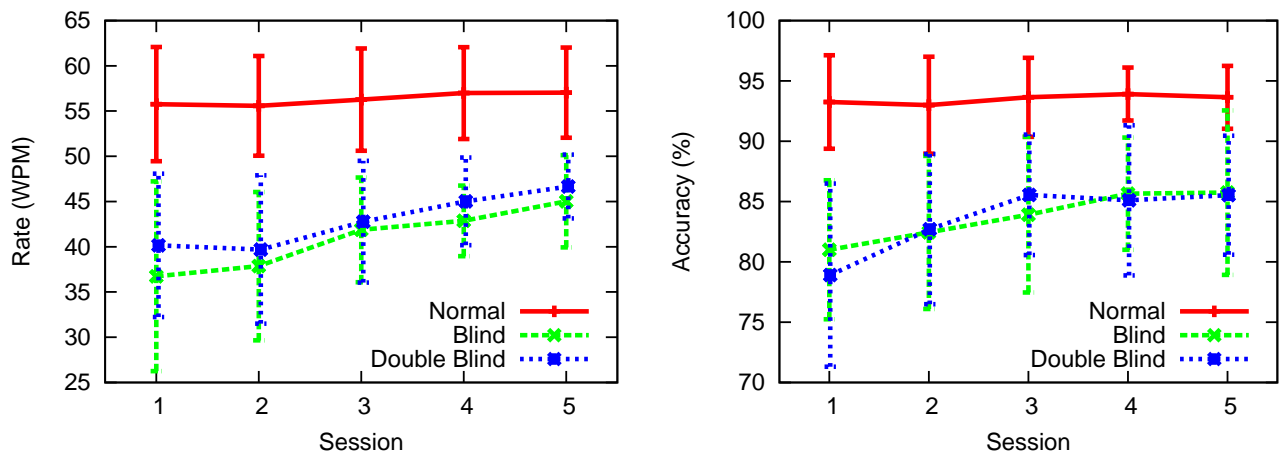 65
60
55
50
45
40
35
30
25
Rate (WPM)
Normal
Blind
Double Blind
1 2 3 4 5
Session
100
95
90
85
80
75
70
Accuracy (%)
Normal
Blind
Double Blind
1 2 3 4 5
Session